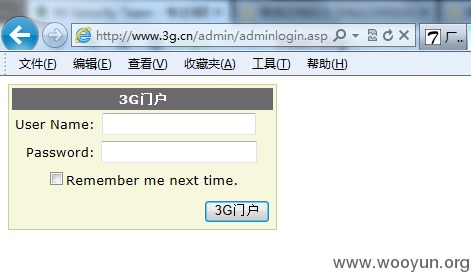 http://www.3g.cn/admin/adminlogin.asp
厂..
文件(F) 编辑(E) 查看(V) 收藏夹(A) 工具(T) 帮助(H)
3G门户
User Name:
Password:
Remember me next time.
3G门户
www.wooyun.org